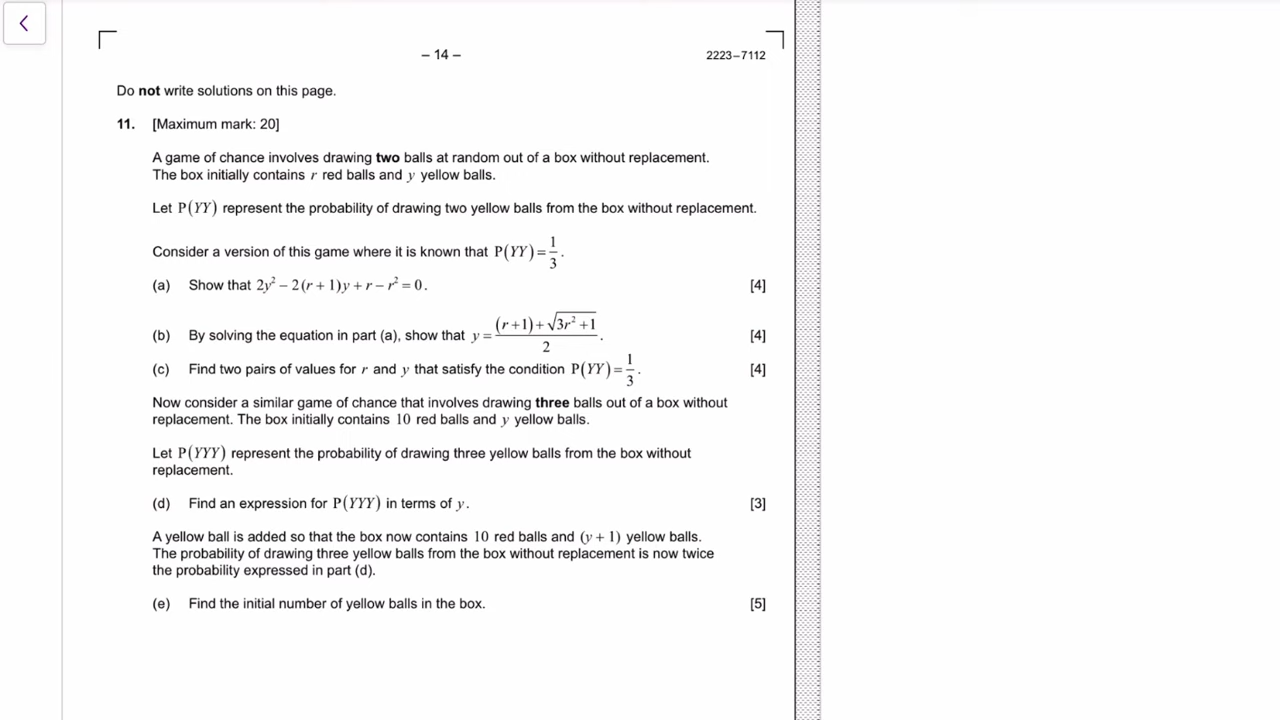 – 14 –
2223–7112
Do not write solutions on this page.
11. [Maximum mark: 20]
A game of chance involves drawing two balls at random out of a box without replacement.
The box initially contains r red balls and y yellow balls.
Let P(YY) represent the probability of drawing two yellow balls from the box without replacement.
Consider a version of this game where it is known that P(YY) = 1/3.
(a) Show that 2y² – 2(r + 1)y + r – r² = 0. [4]
(b) By solving the equation in part (a), show that y = ((r + 1) + √(3r² + 1))/2. [4]
(c) Find two pairs of values for r and y that satisfy the condition P(YY) = 1/3. [4]
Now consider a similar game of chance that involves drawing three balls out of a box without
replacement. The box initially contains 10 red balls and y yellow balls.
Let P(YYY) represent the probability of drawing three yellow balls from the box without
replacement.
(d) Find an expression for P(YYY) in terms of y. [3]
A yellow ball is added so that the box now contains 10 red balls and (y + 1) yellow balls.
The probability of drawing three yellow balls from the box without replacement is now twice
the probability expressed in part (d).
(e) Find the initial number of yellow balls in the box. [5]